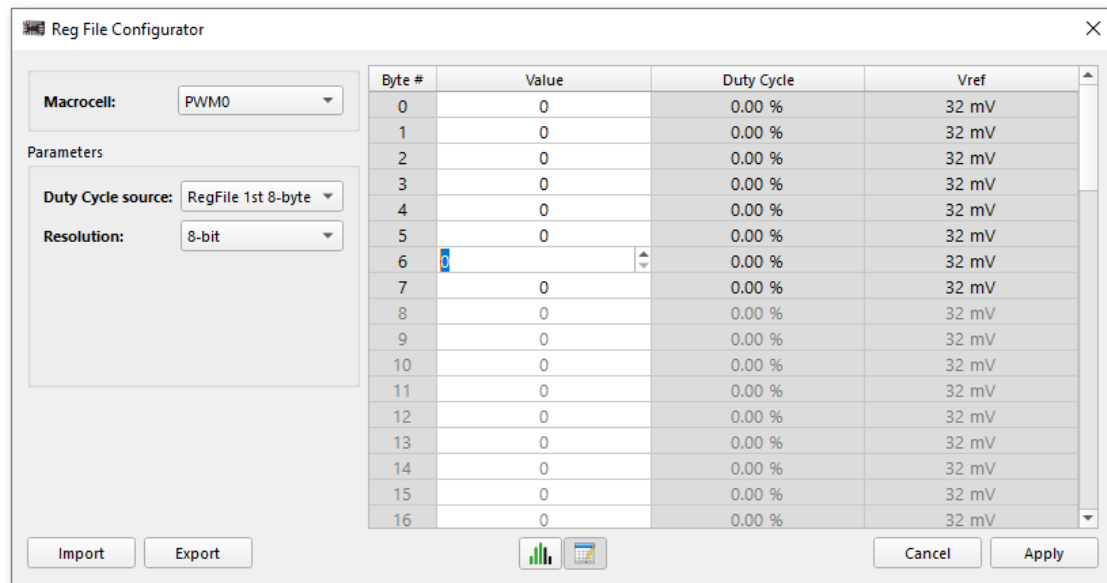 Reg File Configurator
Macrocell: PWM0
Parameters
Duty Cycle source: RegFile 1st 8-byte
Resolution: 8-bit
Byte # Value Duty Cycle Vref
0 0 0.00 % 32 mV
1 0 0.00 % 32 mV
2 0 0.00 % 32 mV
3 0 0.00 % 32 mV
4 0 0.00 % 32 mV
5 0 0.00 % 32 mV
6 0 0.00 % 32 mV
7 0 0.00 % 32 mV
8 0 0.00 % 32 mV
9 0 0.00 % 32 mV
10 0 0.00 % 32 mV
11 0 0.00 % 32 mV
12 0 0.00 % 32 mV
13 0 0.00 % 32 mV
14 0 0.00 % 32 mV
15 0 0.00 % 32 mV
16 0 0.00 % 32 mV
Import Export Cancel Apply